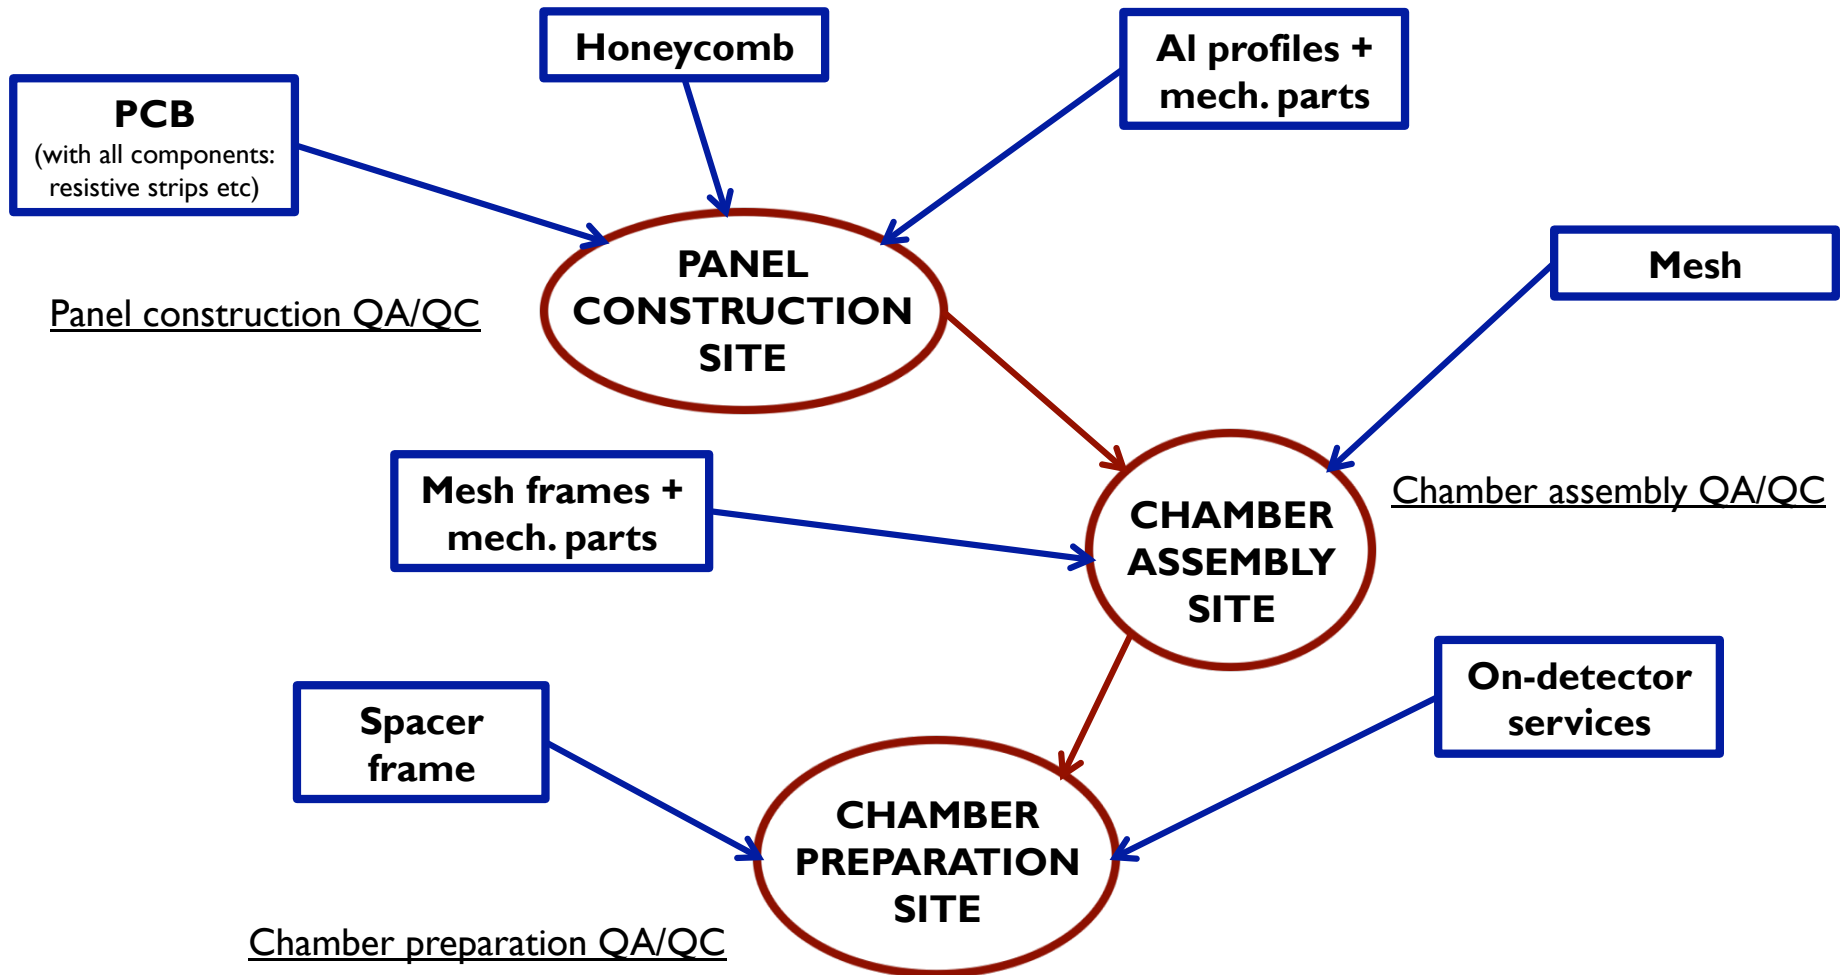 Honeycomb
Al profiles +
mech. parts
PCB
(with all components:
resistive strips etc)
PANEL
CONSTRUCTION
SITE
Mesh
Panel construction QA/QC
Mesh frames +
mech. parts
Chamber assembly QA/QC
CHAMBER
ASSEMBLY
SITE
On-detector
services
Spacer
frame
CHAMBER
PREPARATION
SITE
Chamber preparation QA/QC